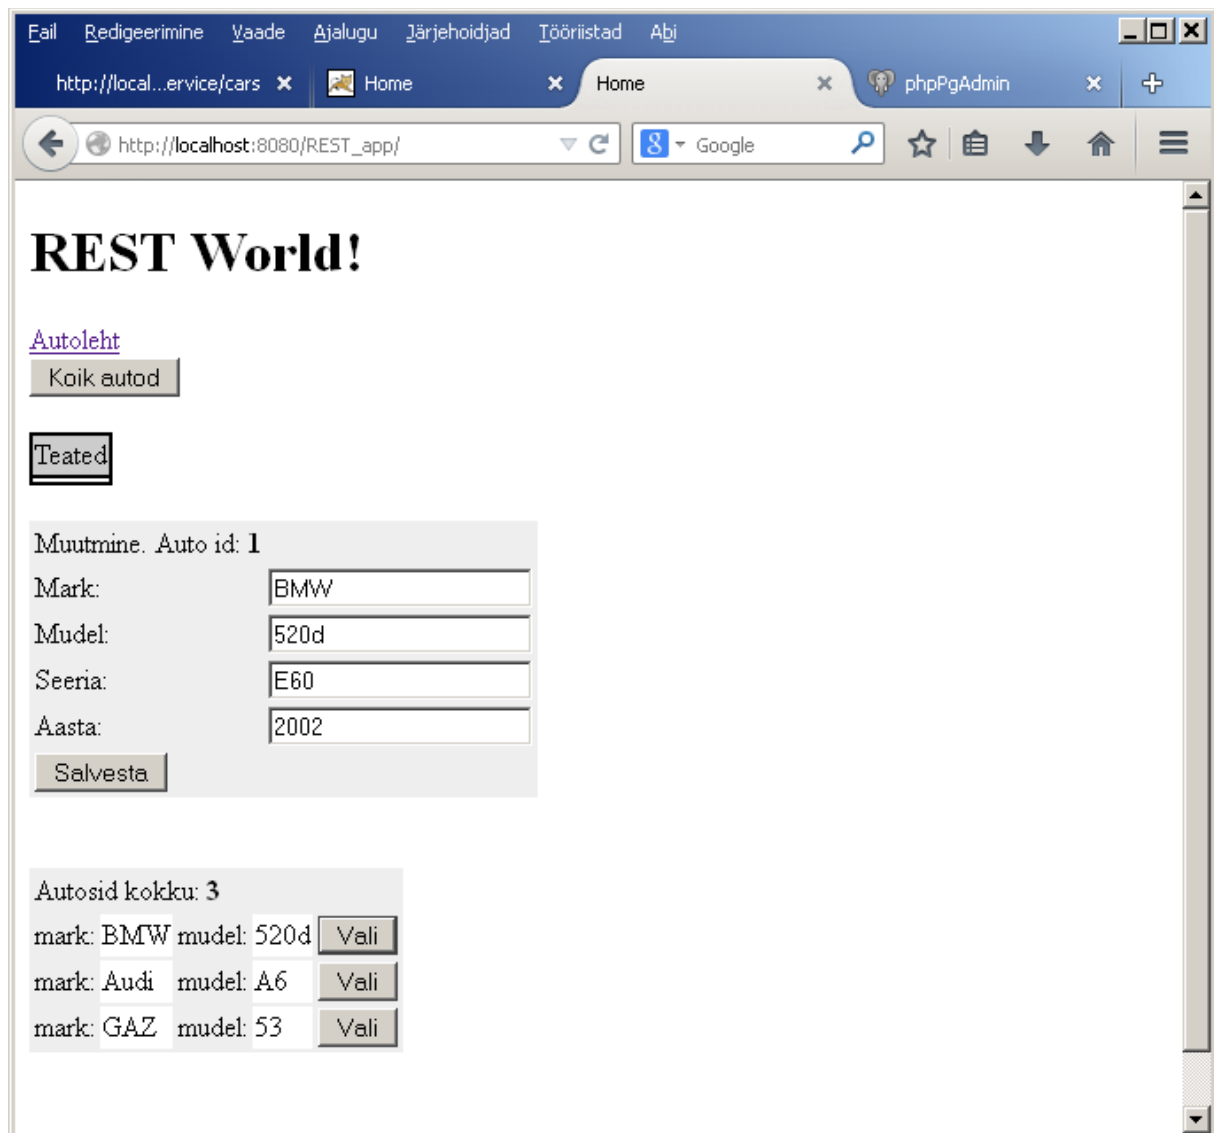 Fail Redigeerimine Vaade Ajalugu Järjehoidjad Tööriistad Abi
http://local...ervice/cars Home Home phpPgAdmin
http://localhost:8080/REST_app/ 8 Google
REST World!
Autoleht
Koik autod
Teated
Muutmine. Auto id: 1
Mark: BMW
Mudel: 520d
Seeria: E60
Aasta: 2002
Salvesta
Autosid kokku: 3
mark: BMW mudel: 520d Vali
mark: Audi mudel: A6 Vali
mark: GAZ mudel: 53 Vali